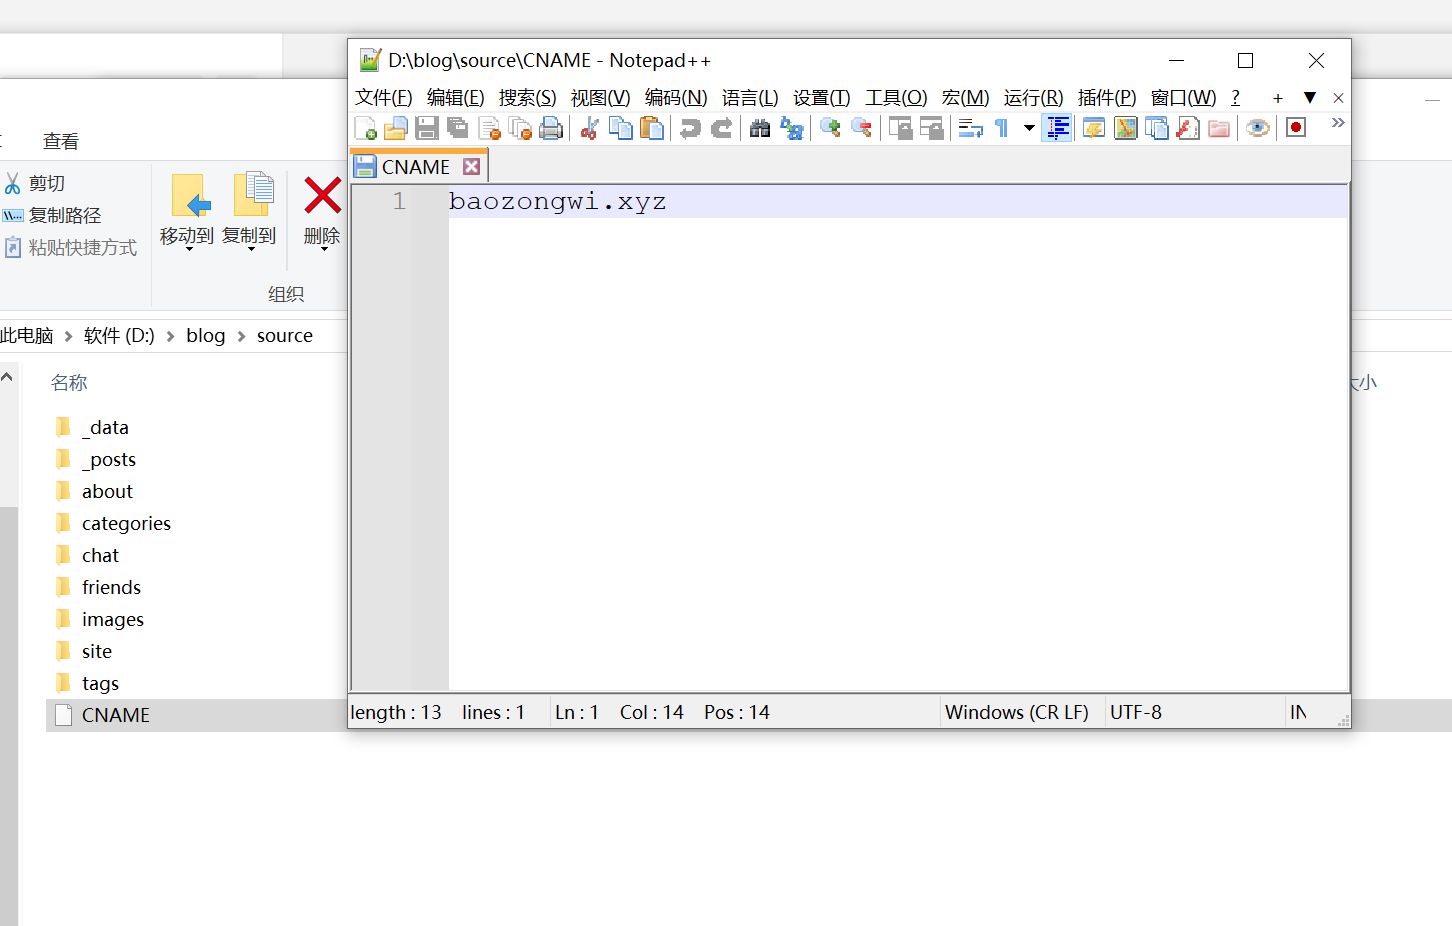 D:\blog\source\CNAME - Notepad++
文件(F) 编辑(E) 搜索(S) 视图(V) 编码(N) 语言(L) 设置(T) 工具(O) 宏(M) 运行(R) 插件(P) 窗口(W) ? + ▼ ×
CNAME
1 baozongwi.xyz
length : 13 lines : 1 Ln : 1 Col : 14 Pos : 14 Windows (CR LF) UTF-8 IN
查看
剪切
复制路径
粘贴快捷方式
移动到 复制到 删除
组织
此电脑 > 软件 (D:) > blog > source
名称
大小
_data
_posts
about
categories
chat
friends
images
site
tags
CNAME